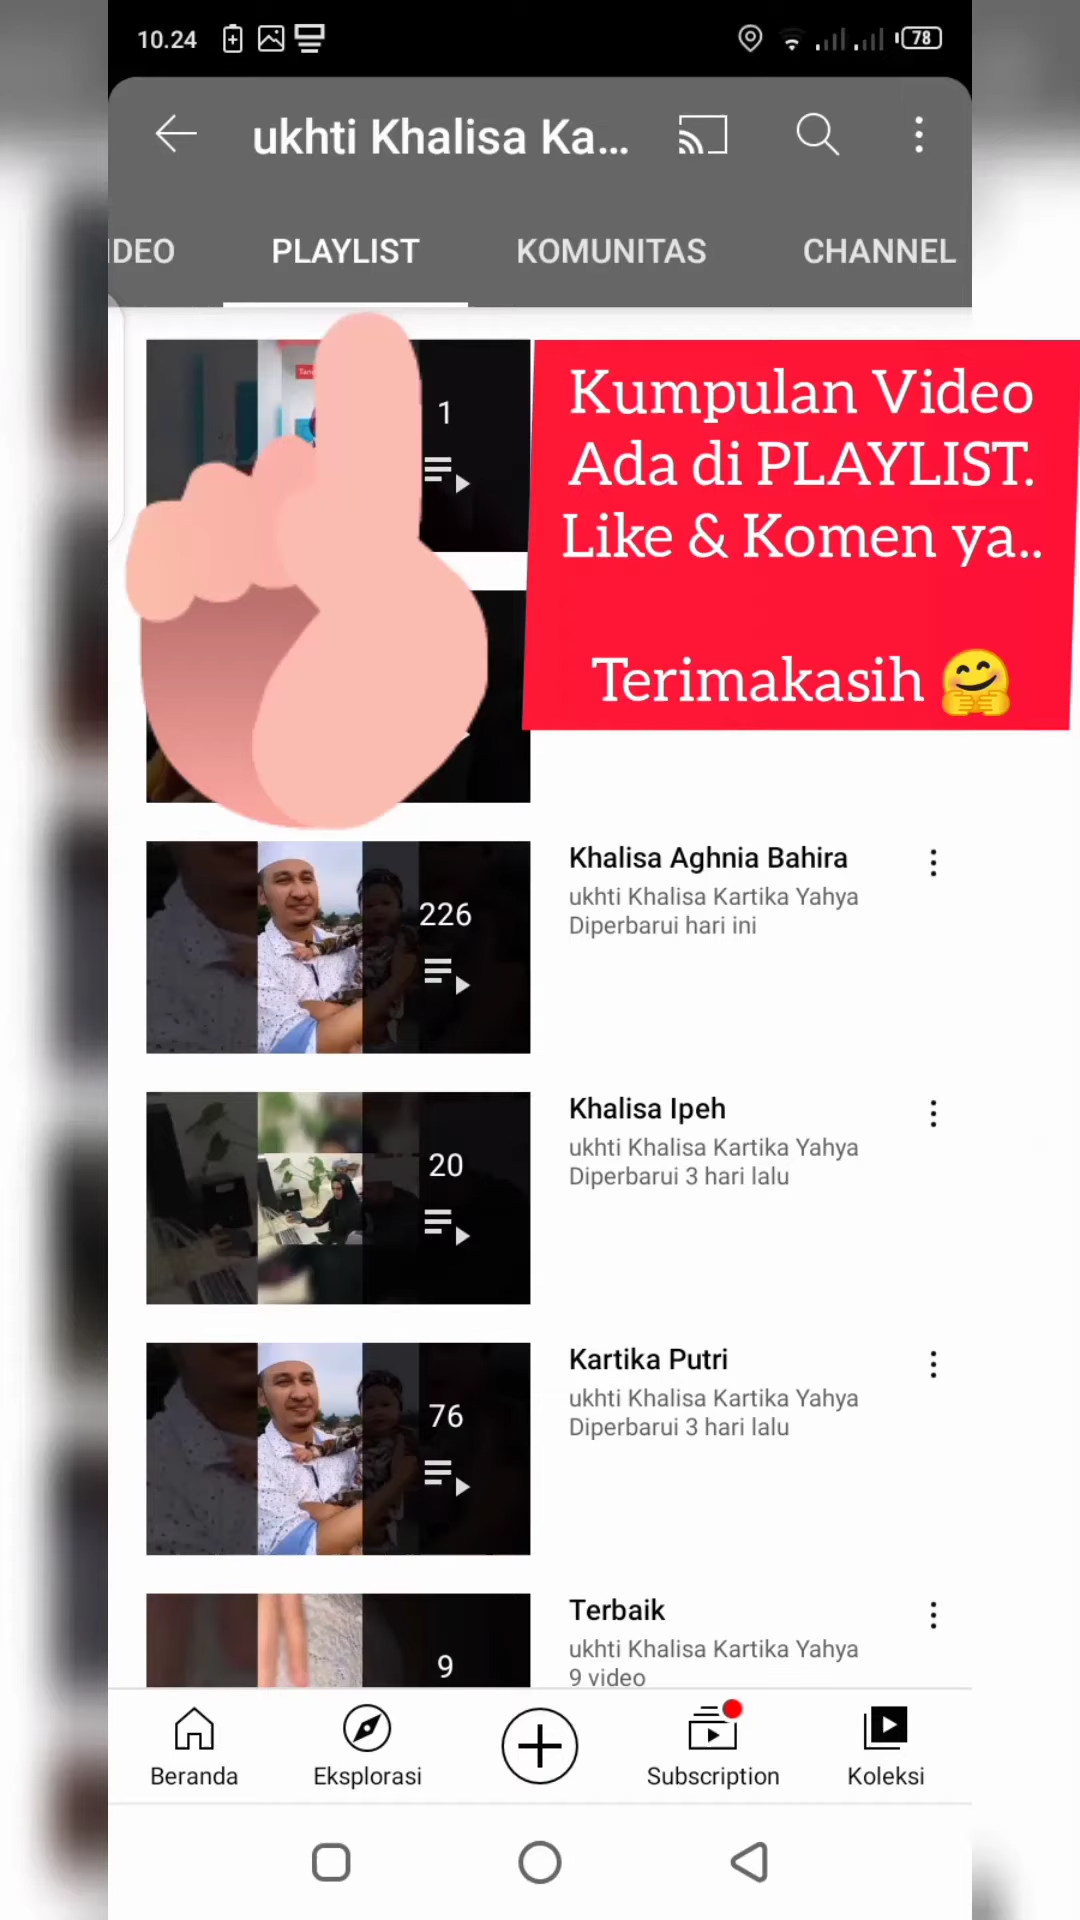 10.24
78
ukhti Khalisa Ka...
IDEO PLAYLIST KOMUNITAS CHANNEL
1
Kumpulan Video
Ada di PLAYLIST.
Like & Komen ya..
Terimakasih 🤗
226
Khalisa Aghnia Bahira
ukhti Khalisa Kartika Yahya
Diperbarui hari ini
20
Khalisa Ipeh
ukhti Khalisa Kartika Yahya
Diperbarui 3 hari lalu
76
Kartika Putri
ukhti Khalisa Kartika Yahya
Diperbarui 3 hari lalu
9
Terbaik
ukhti Khalisa Kartika Yahya
9 video
Beranda Eksplorasi Subscription Koleksi